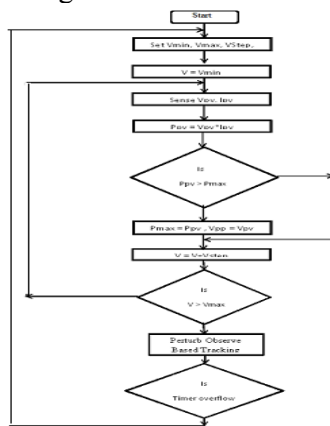 Start
Set Vmin, Vmax, VStep,
V = Vmin
Sense Vpv, Ipv
Ppv = Vpv*Ipv
Is
Ppv > Pmax
Pmax = Ppv , Vpp = Vpv
V = V+Vstep
Is
V > Vmax
Perturb Observe
Based Tracking
Is
Timer overflow